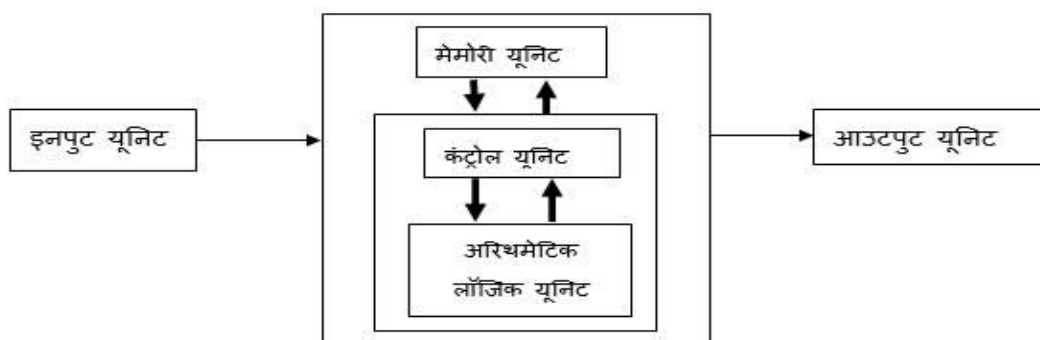 मेमोरी यूनिट
इनपुट यूनिट
कंट्रोल यूनिट
अरिथमेटिक
लॉजिक यूनिट
आउटपुट यूनिट